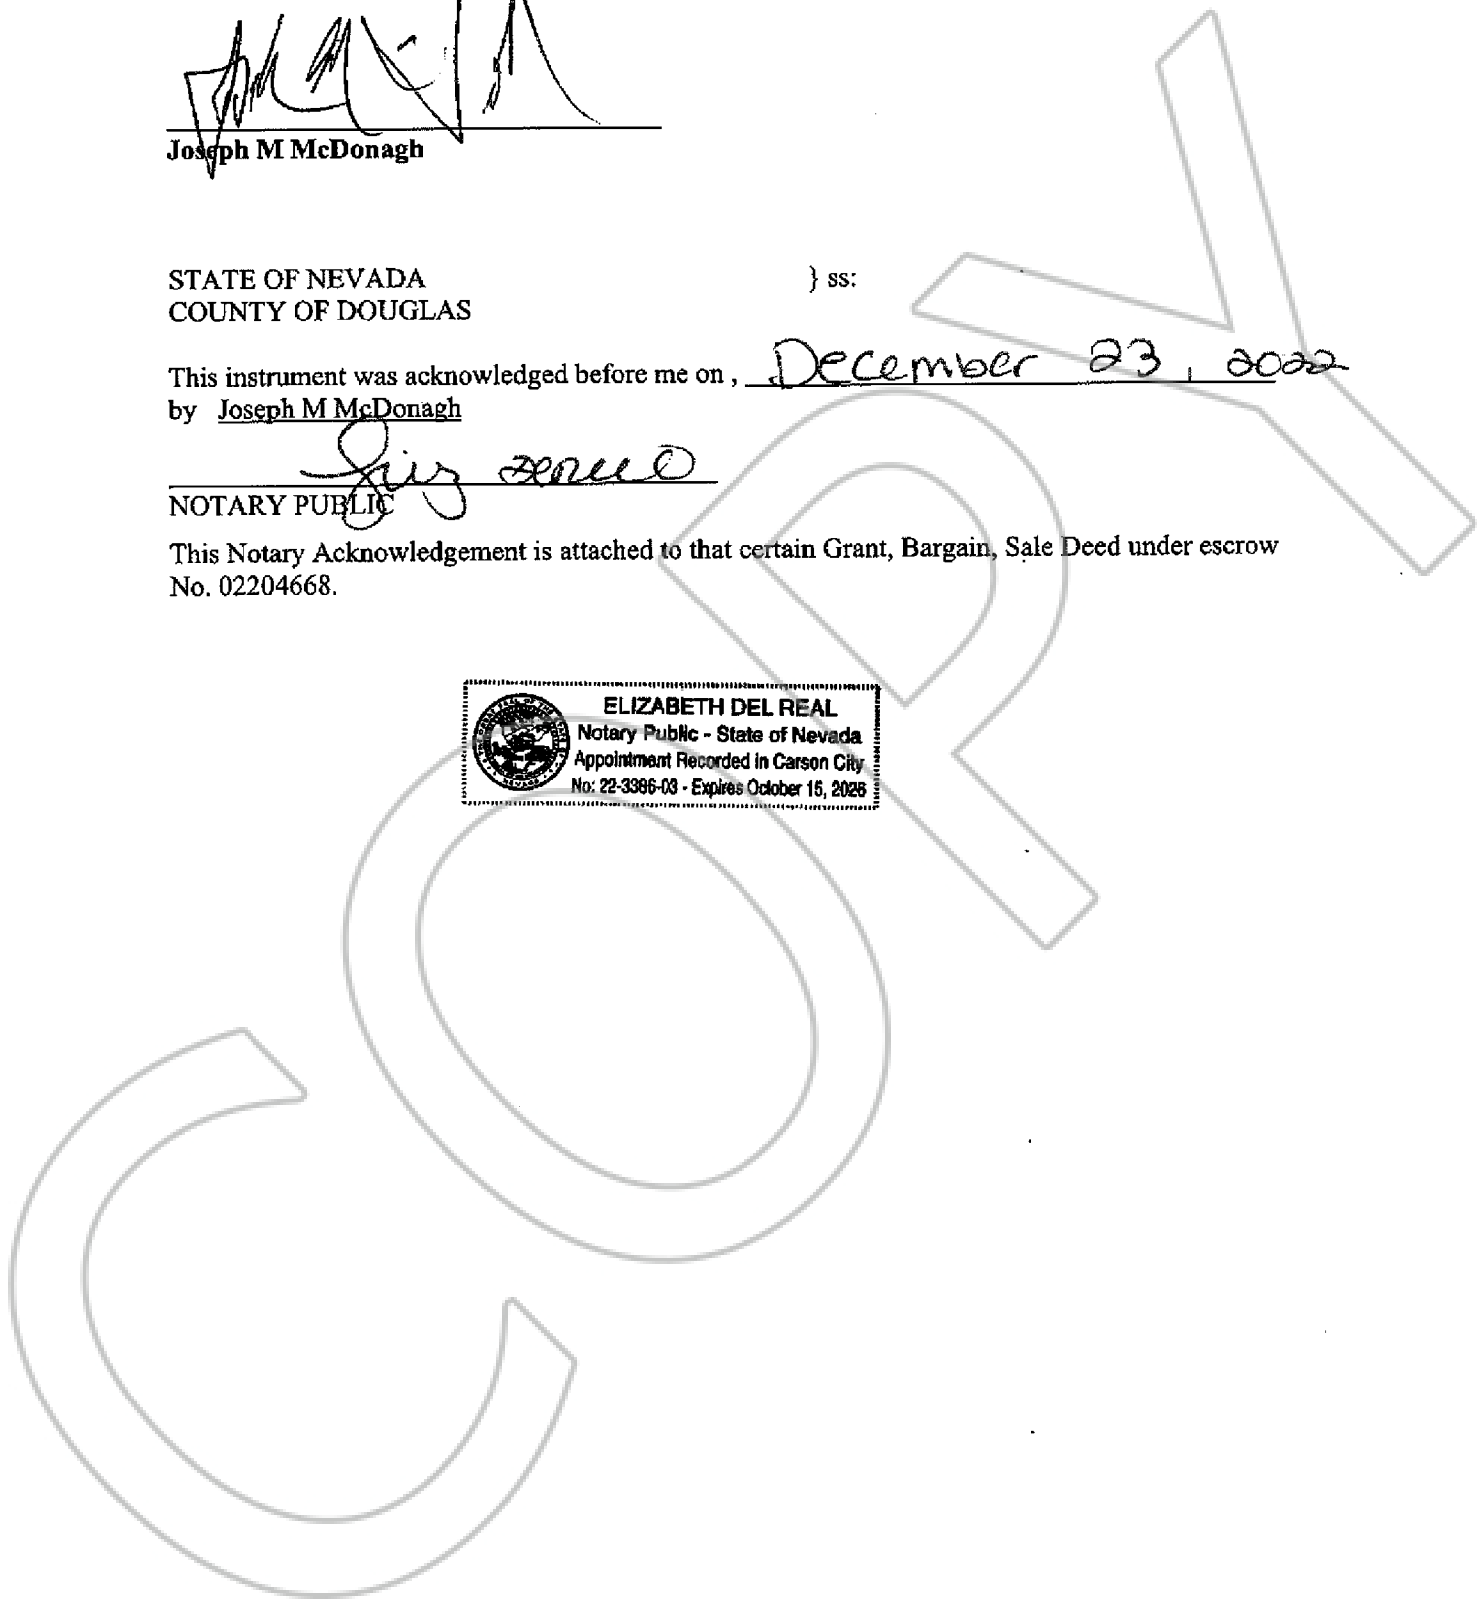 Joseph M McDonagh
STATE OF NEVADA } ss:
COUNTY OF DOUGLAS
This instrument was acknowledged before me on , December 23, 2022
by Joseph M McDonagh
NOTARY PUBLIC
This Notary Acknowledgement is attached to that certain Grant, Bargain, Sale Deed under escrow
No. 02204668.
ELIZABETH DEL REAL
Notary Public - State of Nevada
Appointment Recorded in Carson City
No: 22-3386-03 - Expires October 15, 2026
COPY